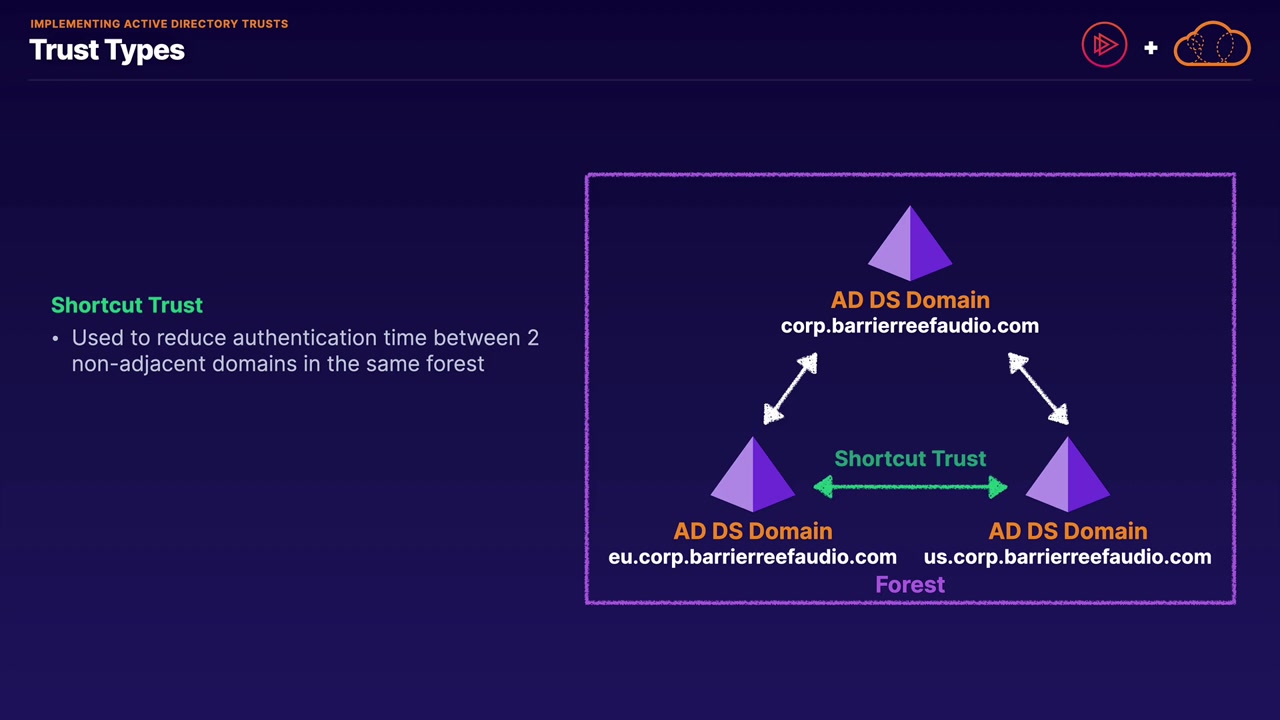 IMPLEMENTING ACTIVE DIRECTORY TRUSTS
Trust Types
+
Shortcut Trust
• Used to reduce authentication time between 2
non-adjacent domains in the same forest
AD DS Domain
corp.barrierreefaudio.com
Shortcut Trust
AD DS Domain
eu.corp.barrierreefaudio.com
AD DS Domain
us.corp.barrierreefaudio.com
Forest